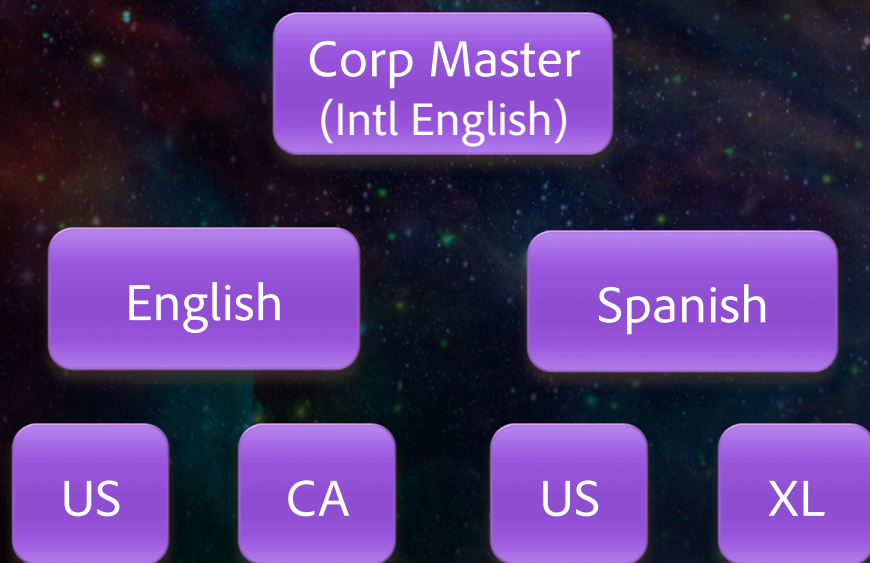 Corp Master
(Intl English)
English
Spanish
US
CA
US
XL